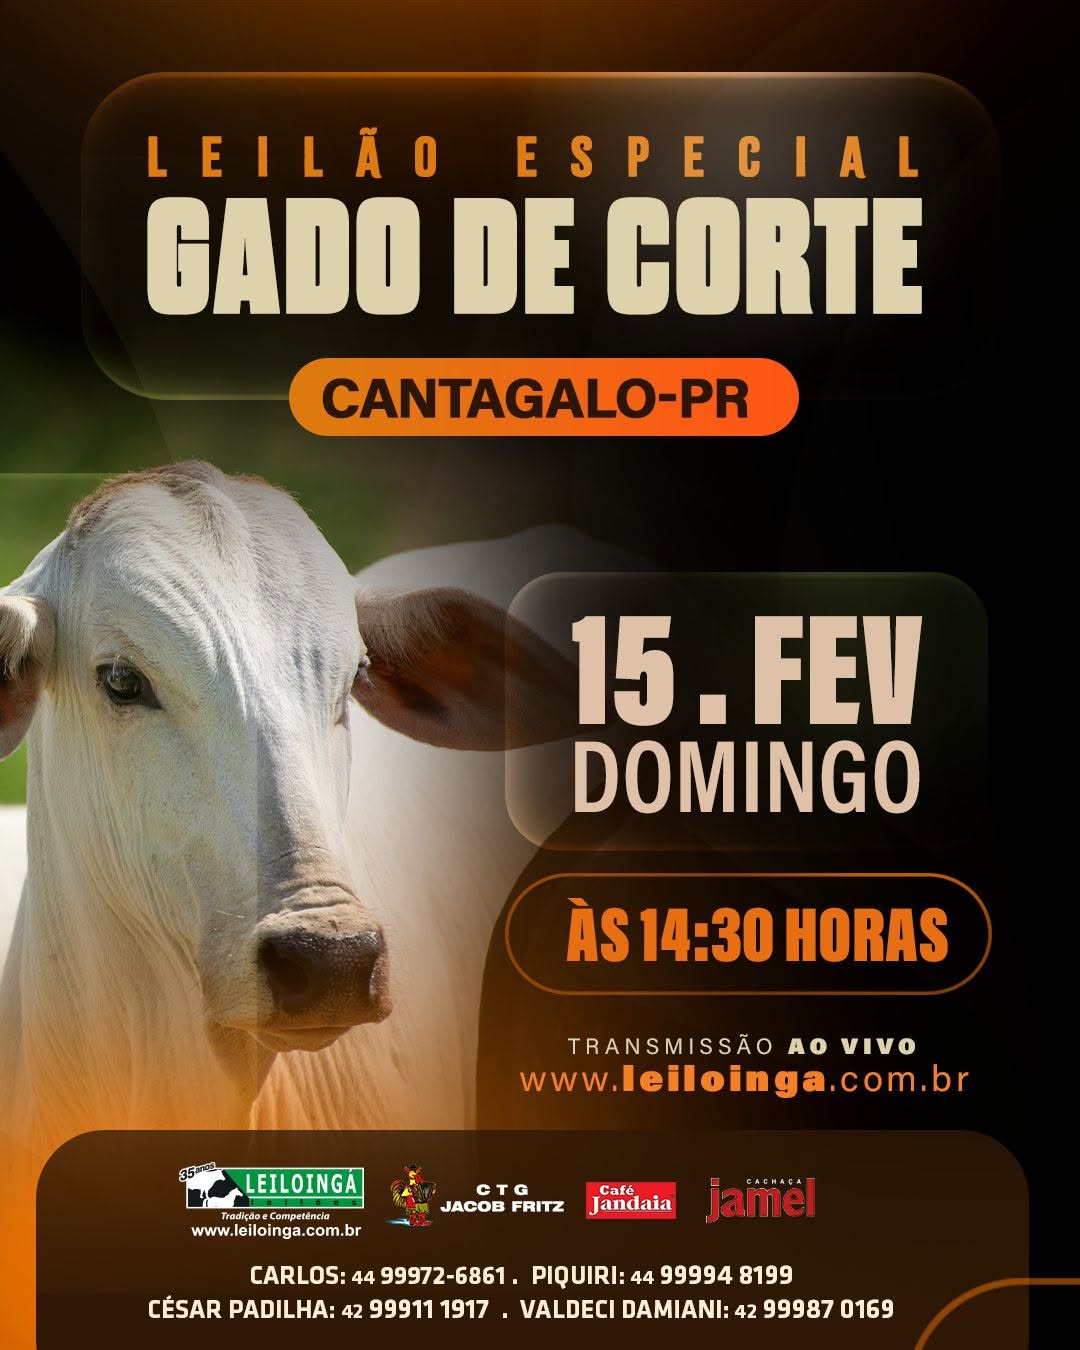 LEILÃO ESPECIAL
GADO DE CORTE
CANTAGALO-PR
15. FEV
DOMINGO
ÀS 14:30 HORAS
TRANSMISSÃO AO VIVO
www.leiloinga.com.br
35 anos
LEILOINGÁ
leilões
Tradição e Competência
www.leiloinga.com.br
CTG
JACOB FRITZ
Café
Jandaia
CACHAÇA
jamel
CARLOS: 44 99972-6861 . PIQUIRI: 44 99994 8199
CÉSAR PADILHA: 42 99911 1917 . VALDECI DAMIANI: 42 99987 0169